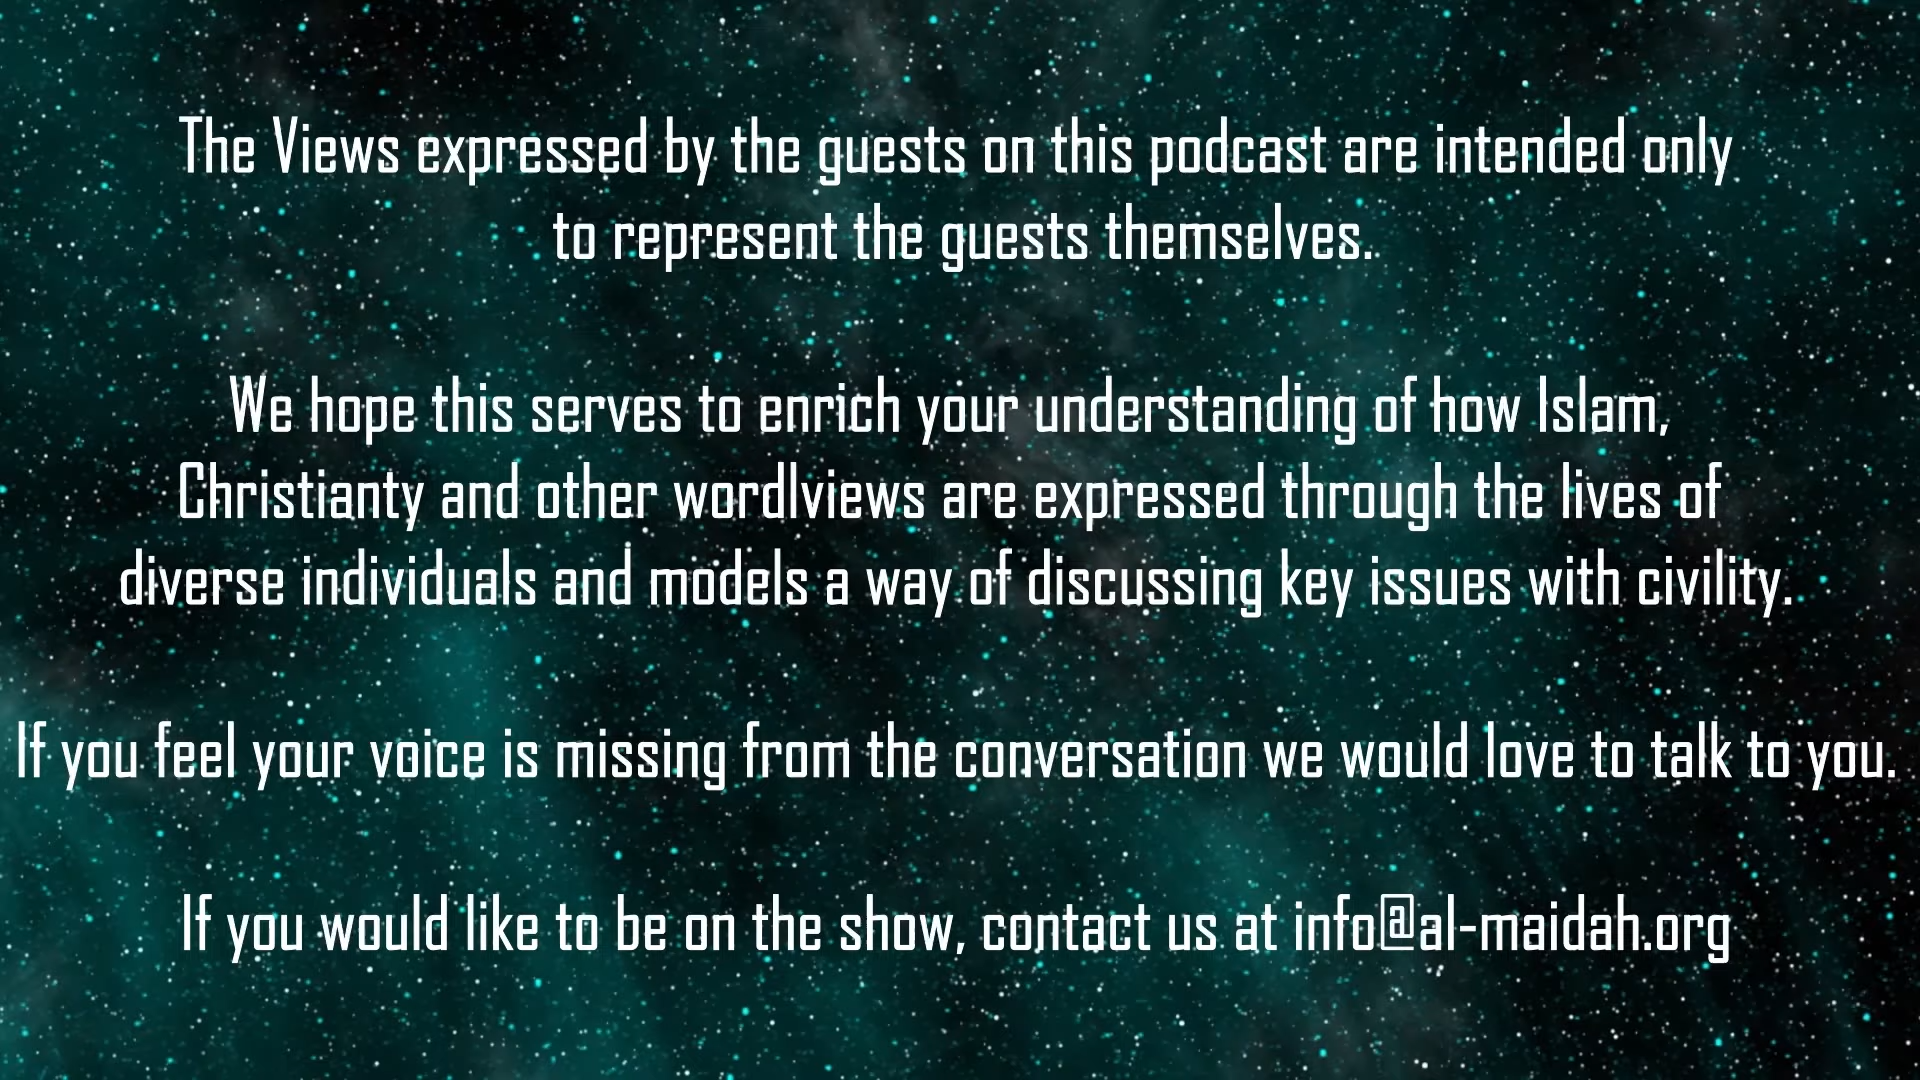 The Views expressed by the guests on this podcast are intended only
to represent the guests themselves.
We hope this serves to enrich your understanding of how Islam,
Christianty and other wordlviews are expressed through the lives of
diverse individuals and models a way of discussing key issues with civility.
If you feel your voice is missing from the conversation we would love to talk to you.
If you would like to be on the show, contact us at info@al-maidah.org